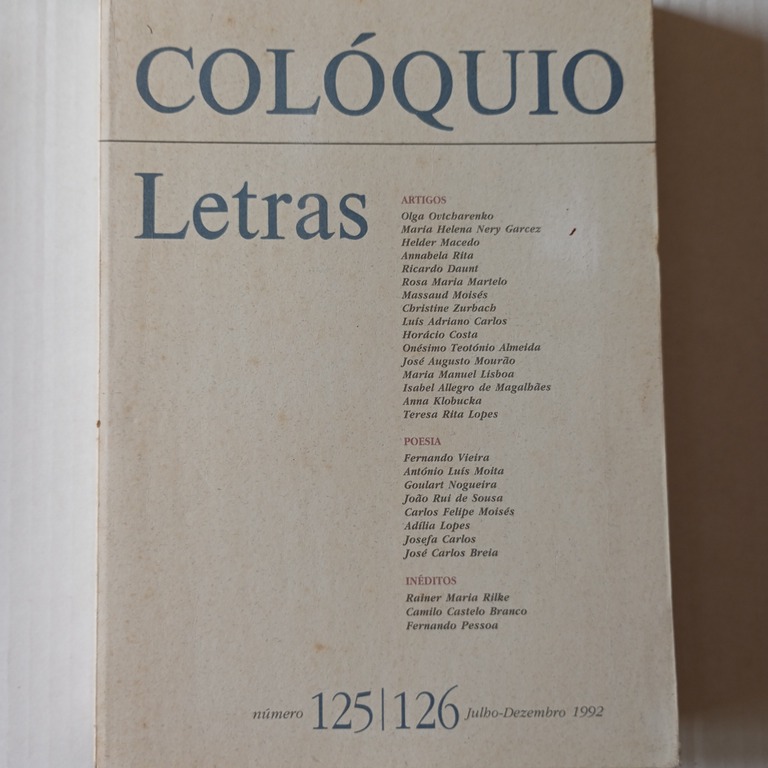 COLÓQUIO
Letras
ARTIGOS
Olga Ovtcharenko
Maria Helena Nery Garcez
Helder Macedo
Annabela Rita
Ricardo Daunt
Rosa Maria Martelo
Massaud Moisés
Christine Zurbach
Luís Adriano Carlos
Horácio Costa
Onésimo Teotónio Almeida
José Augusto Mourão
Maria Manuel Lisboa
Isabel Allegro de Magalhães
Anna Klobucka
Teresa Rita Lopes
POESIA
Fernando Vieira
António Luís Moita
Goulart Nogueira
João Rui de Sousa
Carlos Felipe Moisés
Adília Lopes
Josefa Carlos
José Carlos Breia
INÉDITOS
Rainer Maria Rilke
Camilo Castelo Branco
Fernando Pessoa
número 125|126 Julho-Dezembro 1992